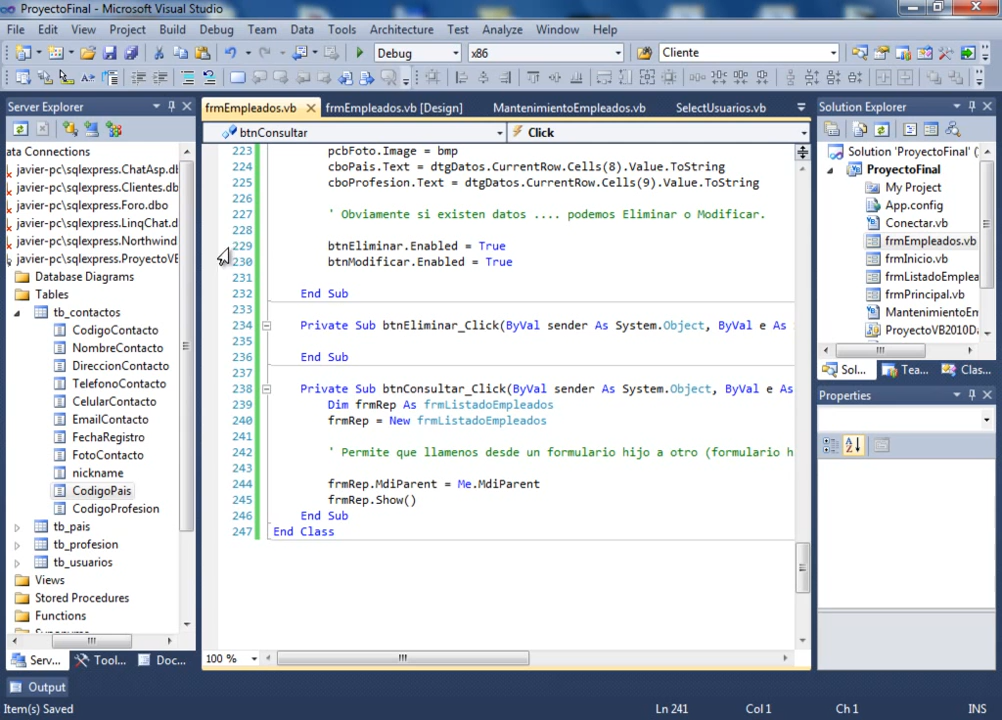 ProyectoFinal - Microsoft Visual Studio
File Edit View Project Build Debug Team Data Tools Architecture Test Analyze Window Help
Debug x86 Cliente
Server Explorer
ata Connections
javier-pc\sqlexpress.ChatAsp.db
javier-pc\sqlexpress.Clientes.db
javier-pc\sqlexpress.Foro.dbo
javier-pc\sqlexpress.LinqChat.d
javier-pc\sqlexpress.Northwind
javier-pc\sqlexpress.ProyectoVB
Database Diagrams
Tables
tb_contactos
CodigoContacto
NombreContacto
DireccionContacto
TelefonoContacto
CelularContacto
EmailContacto
FechaRegistro
FotoContacto
nickname
CodigoPais
CodigoProfesion
tb_pais
tb_profesion
tb_usuarios
Views
Stored Procedures
Functions
Serv... Tool... Doc...
frmEmpleados.vb frmEmpleados.vb [Design] MantenimientoEmpleados.vb SelectUsuarios.vb
btnConsultar Click
223 pcbFoto.Image = bmp
224 cboPais.Text = dtgDatos.CurrentRow.Cells(8).Value.ToString
225 cboProfesion.Text = dtgDatos.CurrentRow.Cells(9).Value.ToString
226
227 ' Obviamente si existen datos .... podemos Eliminar o Modificar.
228
229 btnEliminar.Enabled = True
230 btnModificar.Enabled = True
231
232 End Sub
233
234 Private Sub btnEliminar_Click(ByVal sender As System.Object, ByVal e As
235
236 End Sub
237
238 Private Sub btnConsultar_Click(ByVal sender As System.Object, ByVal e As
239 Dim frmRep As frmListadoEmpleados
240 frmRep = New frmListadoEmpleados
241
242 ' Permite que llamenos desde un formulario hijo a otro (formulario h
243
244 frmRep.MdiParent = Me.MdiParent
245 frmRep.Show()
246 End Sub
247 End Class
100 %
Solution Explorer
Solution 'ProyectoFinal' (
ProyectoFinal
My Project
App.config
Conectar.vb
frmEmpleados.vb
frmInicio.vb
frmListadoEmplea
frmPrincipal.vb
MantenimientoEm
ProyectoVB2010Da
Sol... Tea... Clas...
Properties
Output
Item(s) Saved Ln 241 Col 1 Ch 1 INS